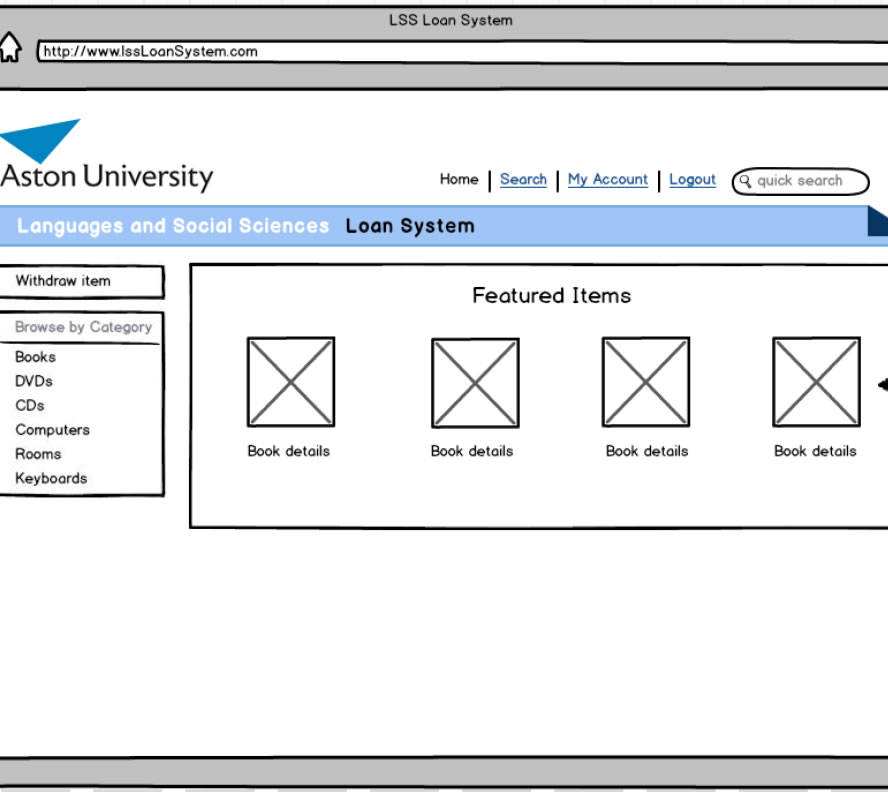 LSS Loan System
http://www.lssLoanSystem.com
Aston University
Home | Search | My Account | Logout
quick search
Languages and Social Sciences Loan System
Withdraw item
Browse by Category
Books
DVDs
CDs
Computers
Rooms
Keyboards
Featured Items
Book details Book details Book details Book details